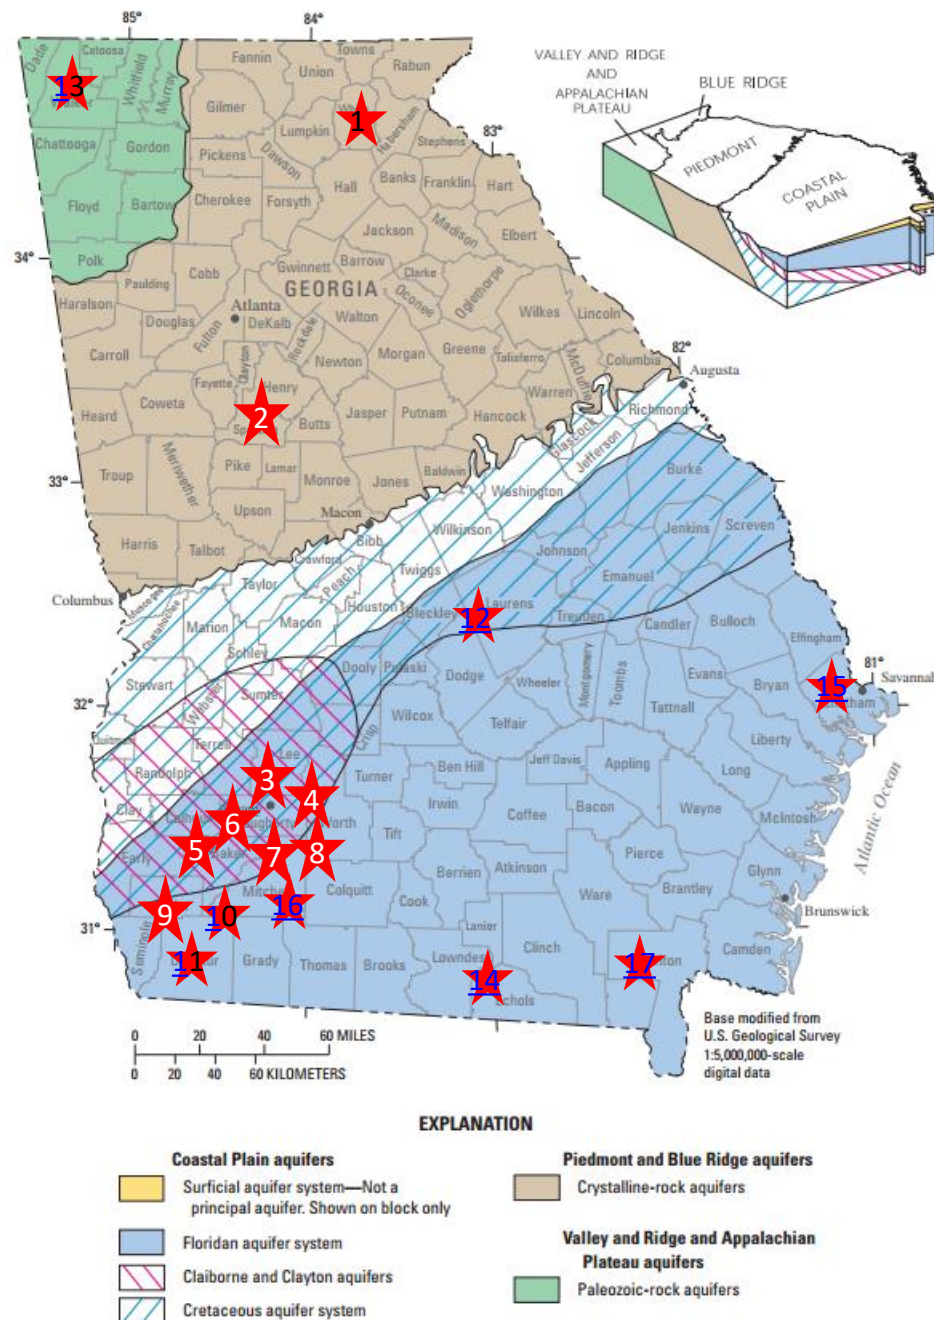 85°
84°
Dade
Catoosa
Whitfield
Murray
Fannin
Towns
Union
Rabun
13
Gilmer
1
Lumpkin
Habersham
83°
Stephens
Chattooga
Gordon
Pickens
Dawson
Hall
Banks
Franklin
Hart
Floyd
Bartow
Cherokee
Forsyth
Jackson
Madison
Elbert
Polk
34°
Cobb
Gwinnett
Barrow
Clarke
Haralson
Paulding
GEORGIA
Oconee
Oglethorpe
Atlanta
Douglas
Fulton
DeKalb
Rockdale
Walton
Wilkes
Lincoln
Carroll
Clayton
Newton
Morgan
Greene
Taliaferro
McDuffie
Columbia
82°
Augusta
Fayette
Henry
Heard
Coweta
2
Sp
Butts
Jasper
Putnam
Hancock
Warren
Richmond
Glascock
Jefferson
Troup
Meriwether
Pike
Lamar
Monroe
Jones
Baldwin
Washington
Burke
33°
Upson
Macon
Wilkinson
Jenkins
Screven
Harris
Talbot
Crawford
Bibb
Twiggs
Johnson
Emanuel
Columbus
Muscogee
Chattahoochee
Taylor
Peach
Houston
Bleckley
12
Laurens
Treutlen
Candler
Bulloch
Effingham
Marion
Macon
Schley
Stewart
Webster
Sumter
Dooly
Pulaski
Dodge
Wheeler
Montgomery
Toombs
Evans
Tattnall
Bryan
15
81°
Savannah
32°
Quitman
Randolph
Terrell
Lee
Crisp
Wilcox
Telfair
Liberty
Clay
3
4
Turner
Ben Hill
Jeff Davis
Appling
Long
6
Irwin
Coffee
Bacon
Wayne
McIntosh
Atlantic Ocean
Early
5
Baker
7
8
Tift
Berrien
Atkinson
Pierce
Glynn
Mitchell
Colquitt
Cook
Ware
Brantley
Brunswick
9
10
16
31°
Lanier
Seminole
11
Grady
Thomas
Brooks
Lowndes
14
Echols
Clinch
17
Camden
VALLEY AND RIDGE
AND
APPALACHIAN
PLATEAU
BLUE RIDGE
PIEDMONT
COASTAL
PLAIN
0 20 40 60 MILES
0 20 40 60 KILOMETERS
Base modified from
U.S. Geological Survey
1:5,000,000-scale
digital data
EXPLANATION
Coastal Plain aquifers
Surficial aquifer system—Not a
principal aquifer. Shown on block only
Floridan aquifer system
Claiborne and Clayton aquifers
Cretaceous aquifer system
Piedmont and Blue Ridge aquifers
Crystalline-rock aquifers
Valley and Ridge and Appalachian
Plateau aquifers
Paleozoic-rock aquifers